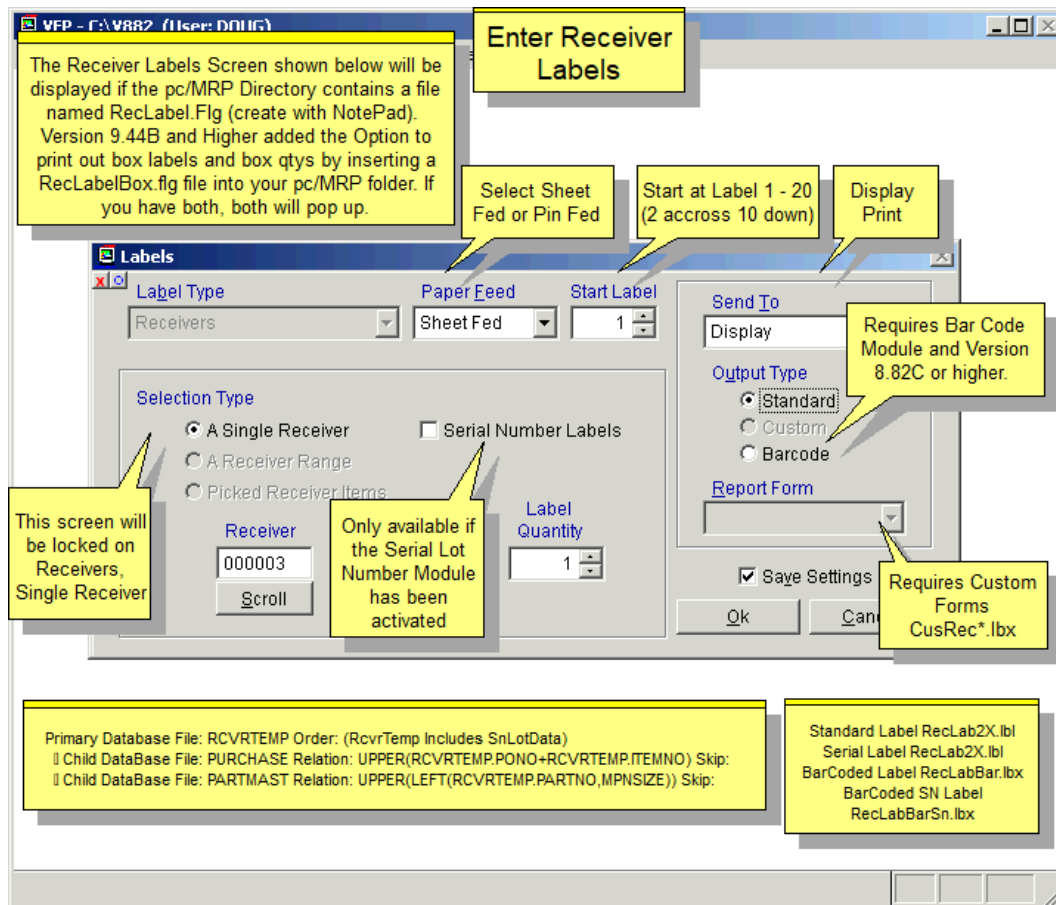 VFP - C:\V882 (User: DOUG)
Enter Receiver
Labels
The Receiver Labels Screen shown below will be
displayed if the pc/MRP Directory contains a file
named RecLabel.Flg (create with NotePad).
Version 9.44B and Higher added the Option to
print out box labels and box qtys by inserting a
RecLabelBox.flg file into your pc/MRP folder. If
you have both, both will pop up.
Select Sheet
Fed or Pin Fed
Start at Label 1 - 20
(2 accross 10 down)
Display
Print
Labels
Label Type
Receivers
Paper Feed
Sheet Fed
Start Label
1
Send To
Display
Requires Bar Code
Module and Version
8.82C or higher.
Output Type
Standard
Custom
Barcode
Selection Type
A Single Receiver
A Receiver Range
Picked Receiver Items
Serial Number Labels
This screen will
be locked on
Receivers,
Single Receiver
Receiver
000003
Scroll
Only available if
the Serial Lot
Number Module
has been
activated
Label
Quantity
1
Report Form
Save Settings
Ok
Requires Custom
Forms
CusRec*.lbx
Primary Database File: RCVRTEMP Order: (RcvrTemp Includes SnLotData)
Child DataBase File: PURCHASE Relation: UPPER(RCVRTEMP.PONO+RCVRTEMP.ITEMNO) Skip:
Child DataBase File: PARTMAST Relation: UPPER(LEFT(RCVRTEMP.PARTNO,MPNSIZE)) Skip:
Standard Label RecLab2X.lbl
Serial Label RecLab2X.lbl
BarCoded Label RecLabBar.lbx
BarCoded SN Label
RecLabBarSn.lbx